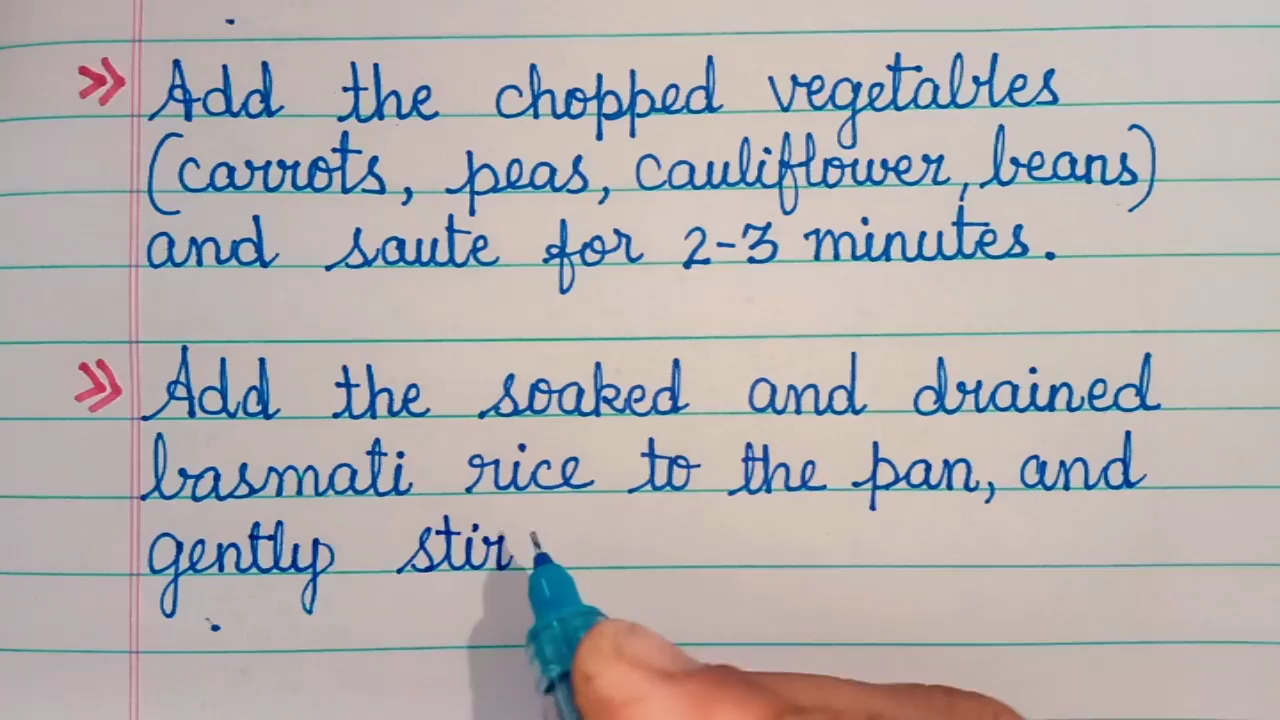 » Add the chopped vegetables
(carrots, peas, cauliflower, beans)
and saute for 2-3 minutes.
» Add the soaked and drained
basmati rice to the pan, and
gently stir